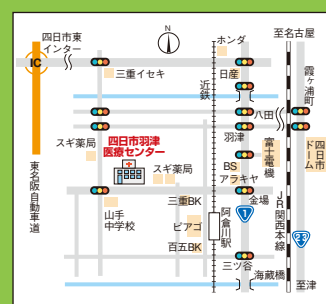 N
四日市東
インター
IC
三重イセキ
ホンダ
日産
近鉄
至名古屋
霞ヶ浦町
八田
羽津
スギ薬局
四日市羽津
医療センター
スギ薬局
BS
アラキヤ
富士電機
四日市
ドーム
東名阪自動車道
山手
中学校
三重BK
ピアゴ
百五BK
阿倉川駅
金場
1
JR関西本線
23
三ツ谷
海蔵橋
至津